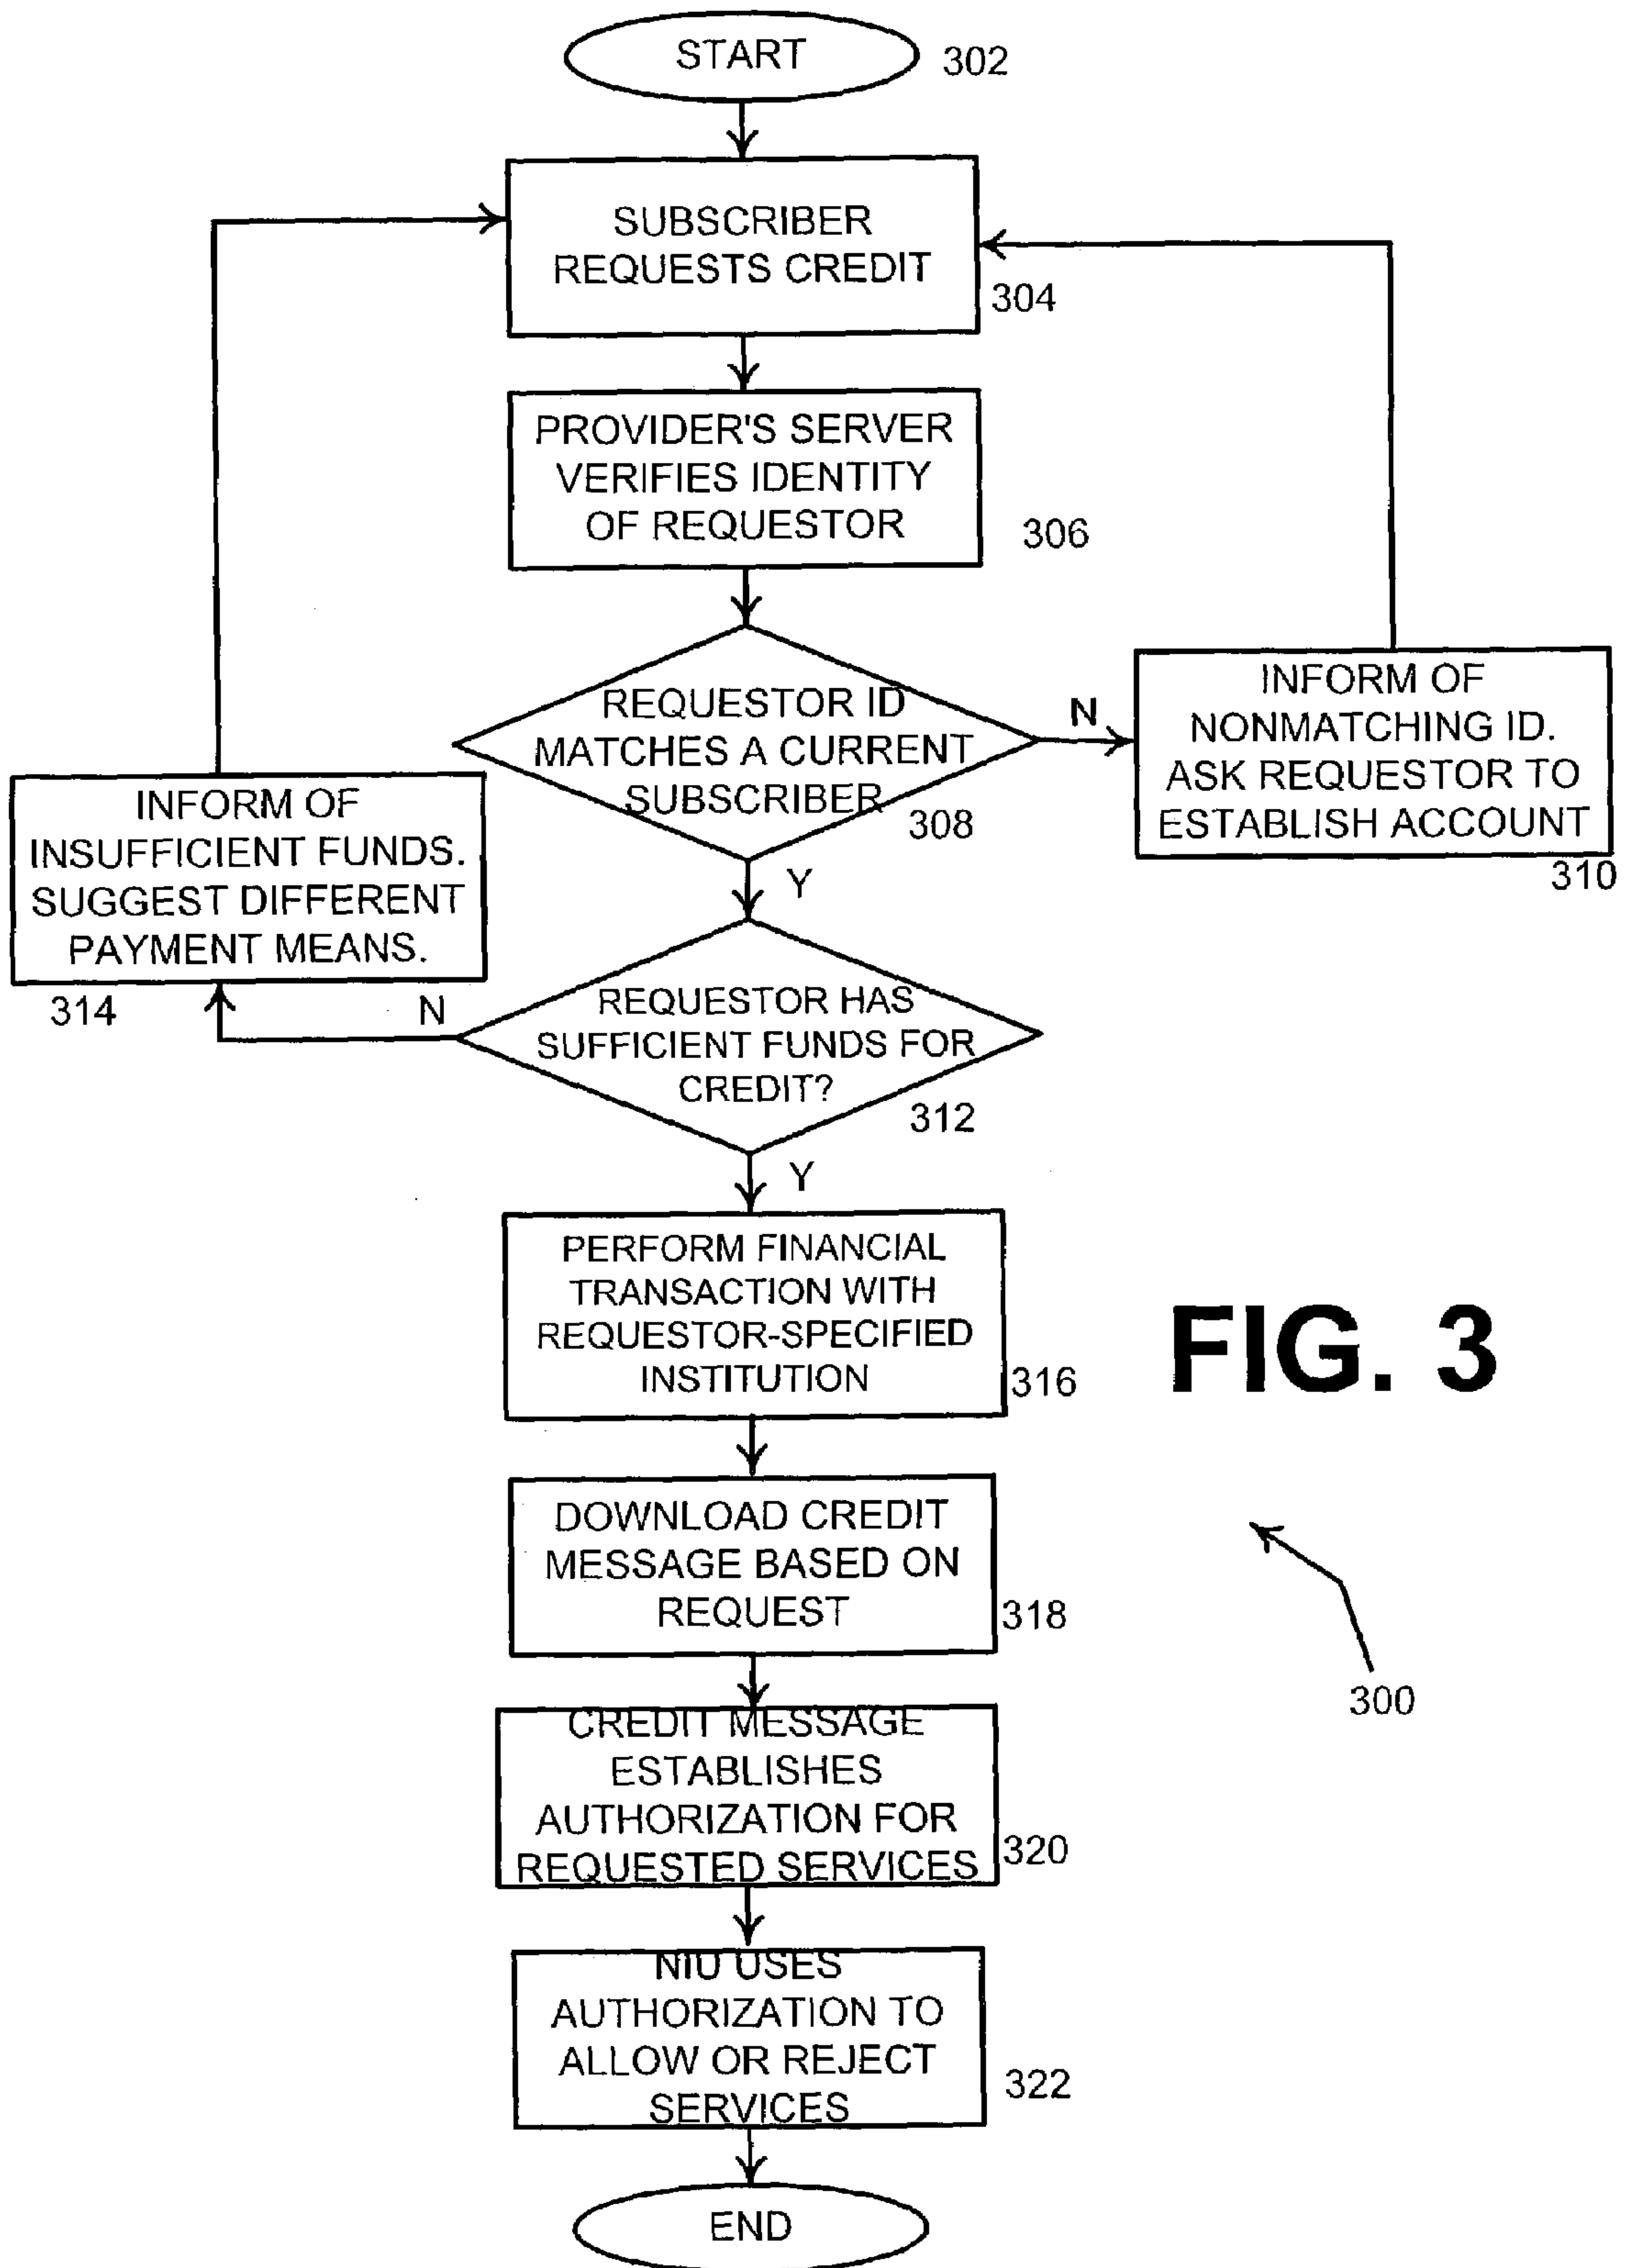 START
302
SUBSCRIBER
REQUESTS CREDIT
304
PROVIDER'S SERVER
VERIFIES IDENTITY
OF REQUESTOR
306
REQUESTOR ID
MATCHES A CURRENT
SUBSCRIBER
308
N
INFORM OF
NONMATCHING ID.
ASK REQUESTOR TO
ESTABLISH ACCOUNT
310
Y
INFORM OF
INSUFFICIENT FUNDS.
SUGGEST DIFFERENT
PAYMENT MEANS.
314
N
REQUESTOR HAS
SUFFICIENT FUNDS FOR
CREDIT?
312
Y
PERFORM FINANCIAL
TRANSACTION WITH
REQUESTOR-SPECIFIED
INSTITUTION
316
FIG. 3
DOWNLOAD CREDIT
MESSAGE BASED ON
REQUEST
318
300
CREDIT MESSAGE
ESTABLISHES
AUTHORIZATION FOR
REQUESTED SERVICES
320
NIU USES
AUTHORIZATION TO
ALLOW OR REJECT
SERVICES
322
END